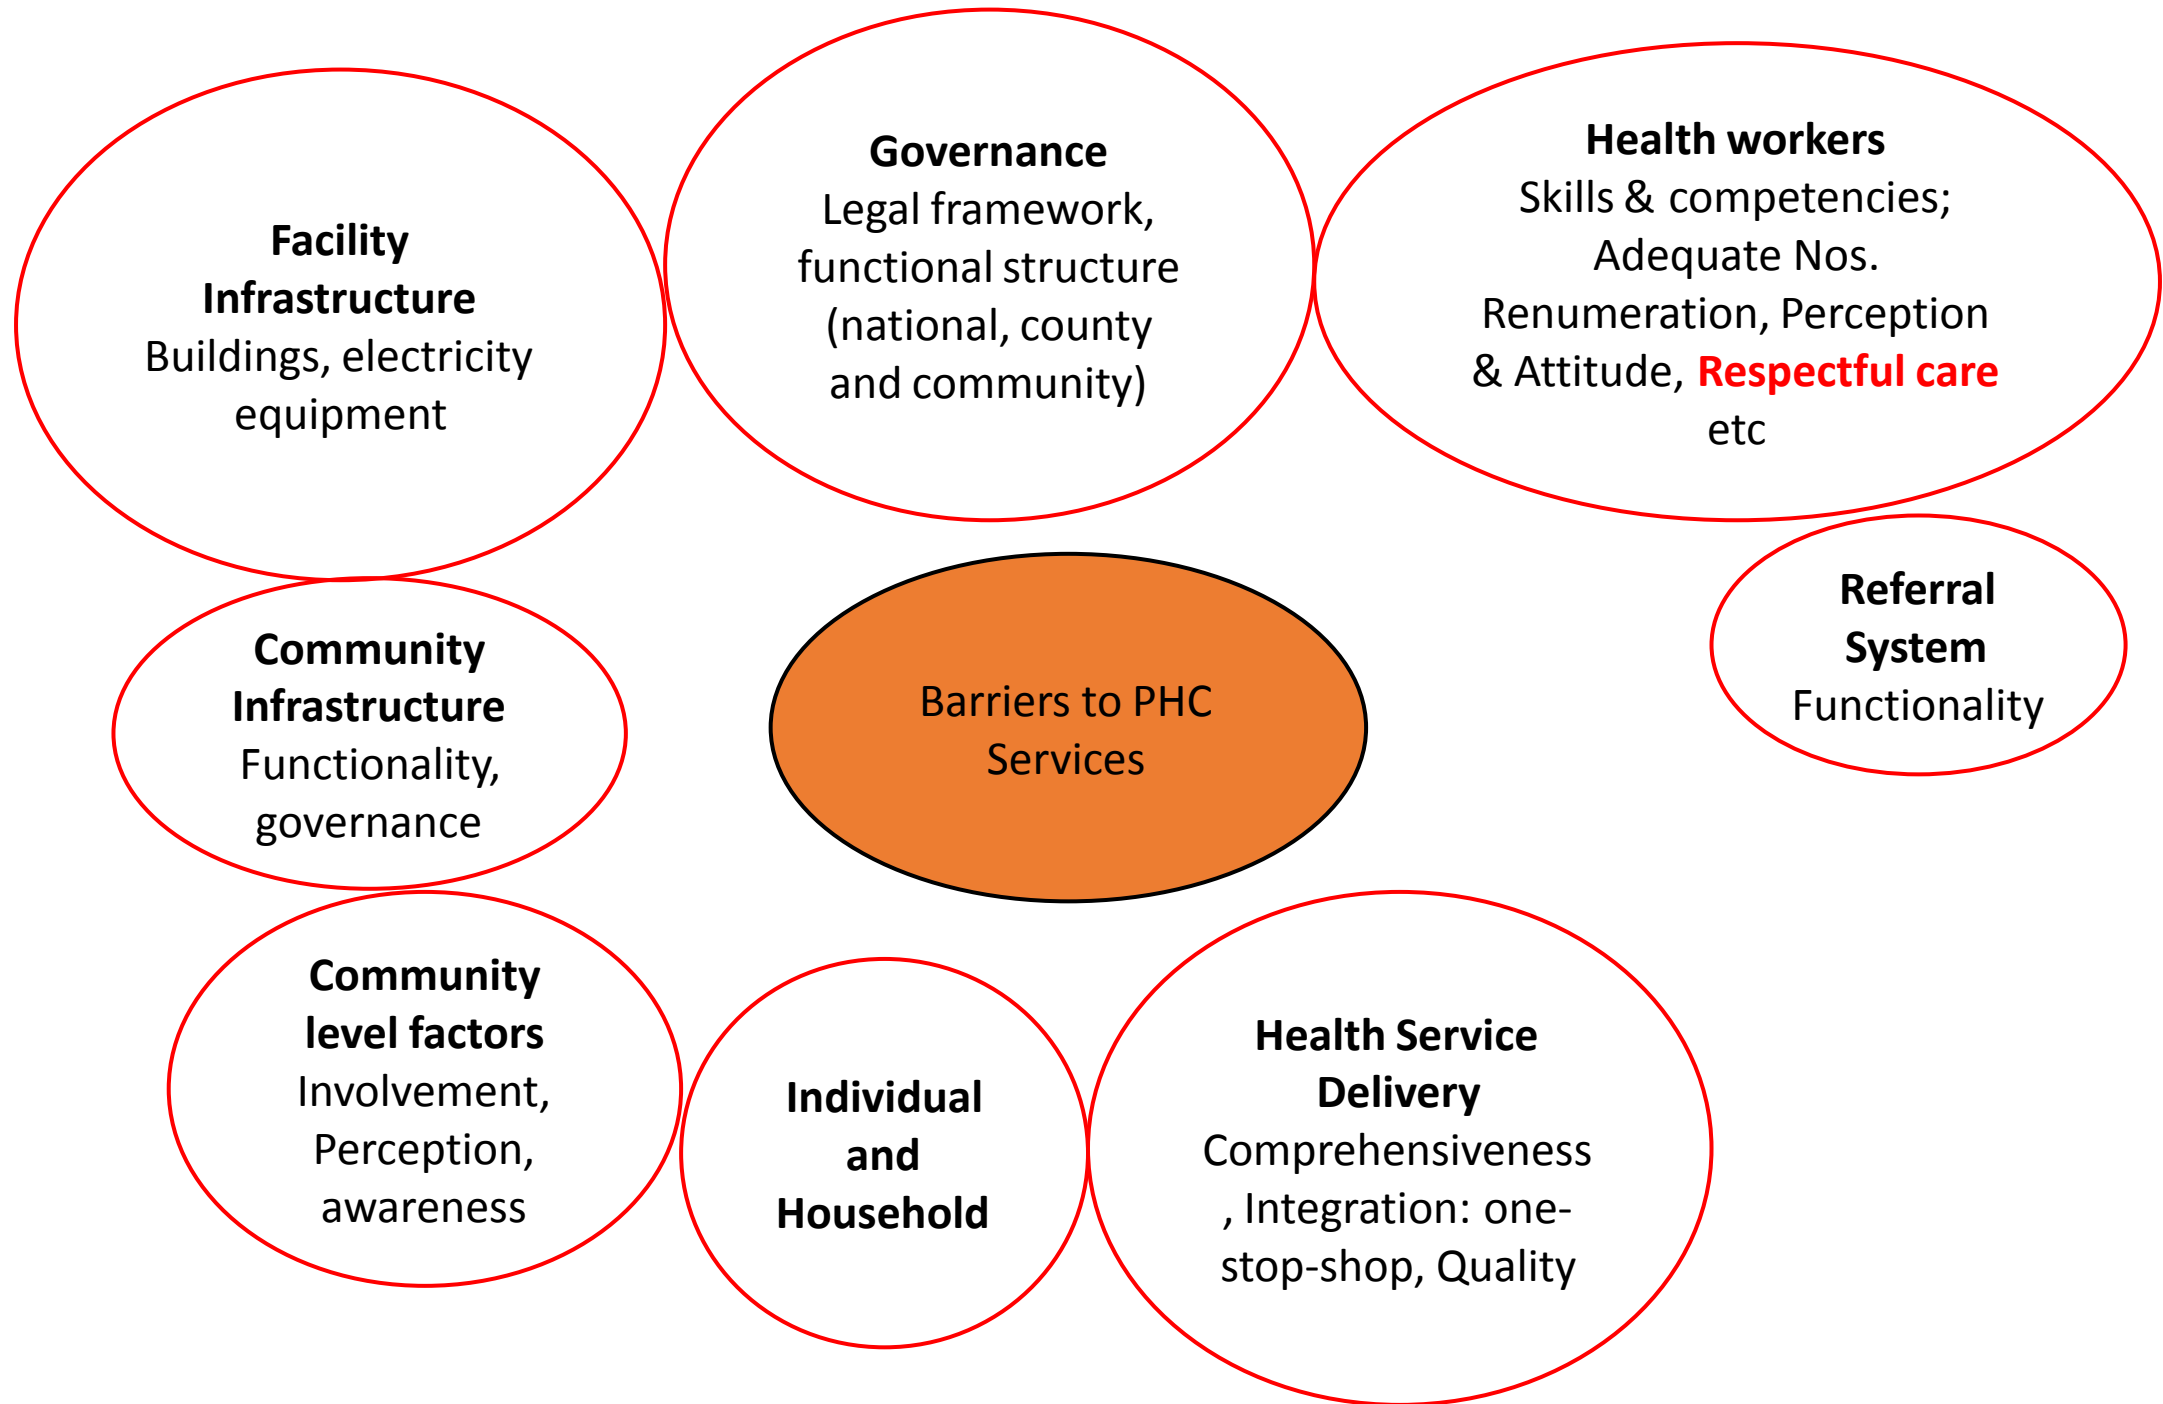 Facility
Infrastructure
Buildings, electricity
equipment
Governance
Legal framework,
functional structure
(national, county
and community)
Health workers
Skills & competencies;
Adequate Nos.
Renumeration, Perception
& Attitude, Respectful care
etc
Referral
System
Functionality
Community
Infrastructure
Functionality,
governance
Barriers to PHC
Services
Community
level factors
Involvement,
Perception,
awareness
Individual
and
Household
Health Service
Delivery
Comprehensiveness
, Integration: one-
stop-shop, Quality